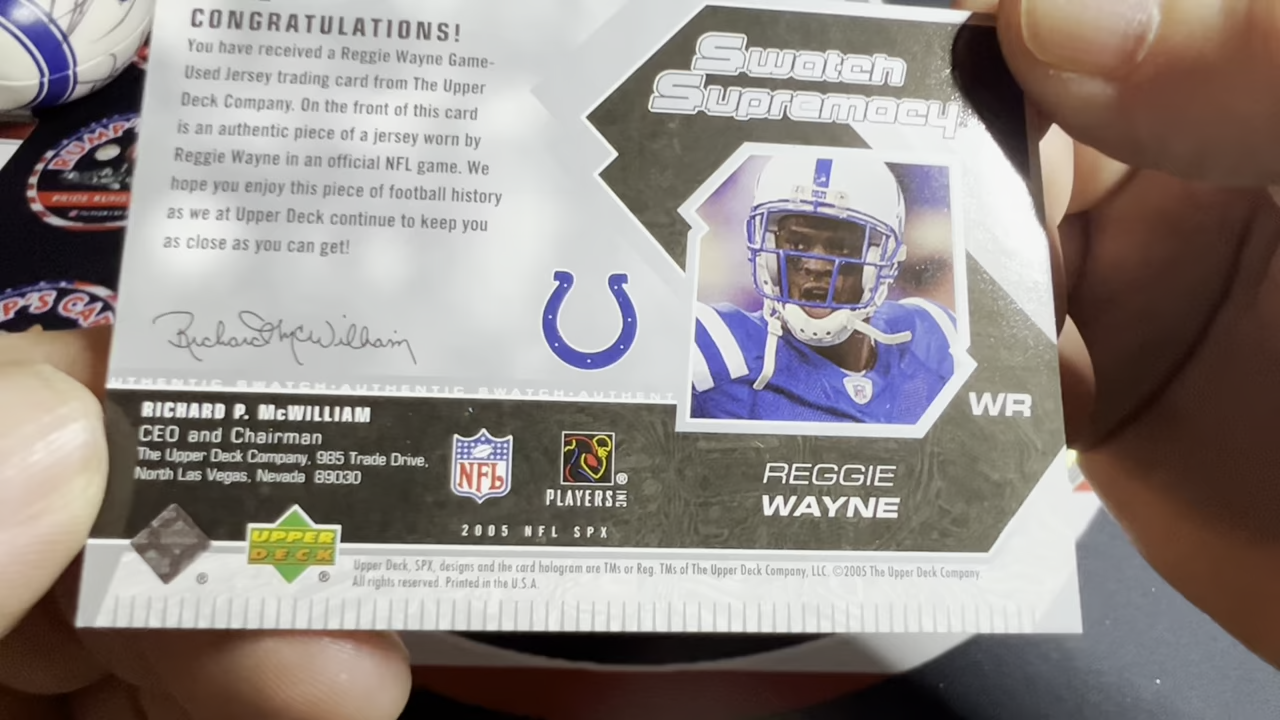 CONGRATULATIONS!
You have received a Reggie Wayne Game-
Used Jersey trading card from The Upper
Deck Company. On the front of this card
is an authentic piece of a jersey worn by
Reggie Wayne in an official NFL game. We
hope you enjoy this piece of football history
as we at Upper Deck continue to keep you
as close as you can get!
Richard P. McWilliam
UTHENTIC SWATCH·AUTHENTIC SWATCH·AUTHENT
RICHARD P. McWILLIAM
CEO and Chairman
The Upper Deck Company, 985 Trade Drive,
North Las Vegas, Nevada 89030
NFL
PLAYERS INC ®
2005 NFL SPX
UPPER
DECK
®
®
Upper Deck, SPX, designs and the card hologram are TMs or Reg. TMs of The Upper Deck Company, LLC. ©2005 The Upper Deck Company.
All rights reserved. Printed in the U.S.A.
Swatch
Supremacy
COLTS
WR
REGGIE
WAYNE
RUMP'
PRIDE RUNS
P'S CA